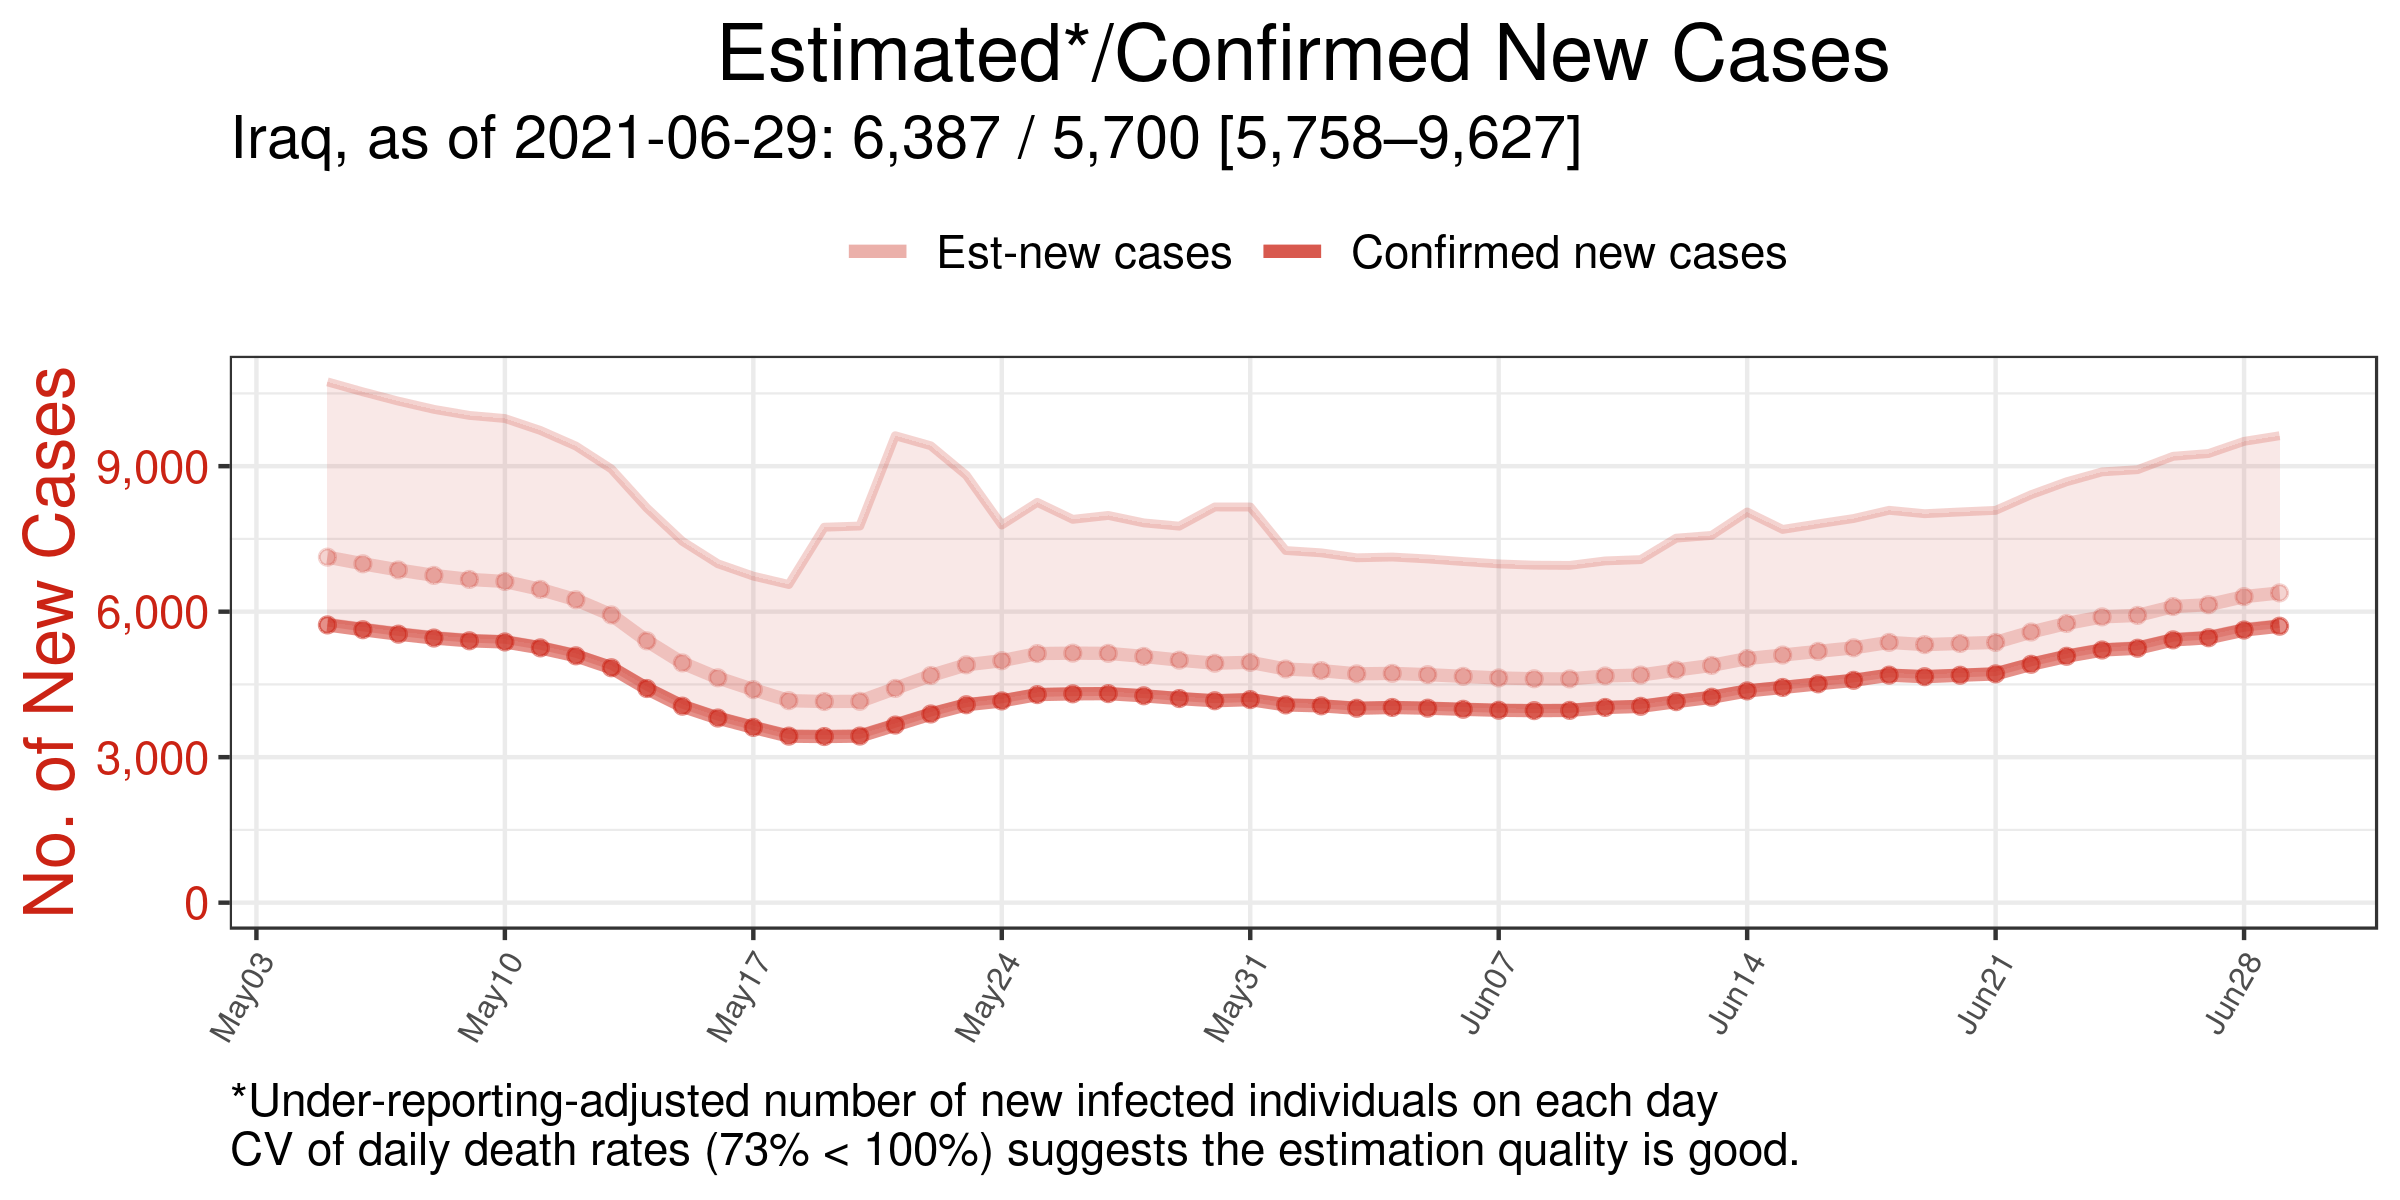 Estimated*/Confirmed New Cases
Iraq, as of 2021-06-29: 6,387 / 5,700 [5,758–9,627]
Est-new cases
Confirmed new cases
No. of New Cases
9,000
6,000
3,000
0
May03
May10
May17
May24
May31
Jun07
Jun14
Jun21
Jun28
*Under-reporting-adjusted number of new infected individuals on each day
CV of daily death rates (73% < 100%) suggests the estimation quality is good.